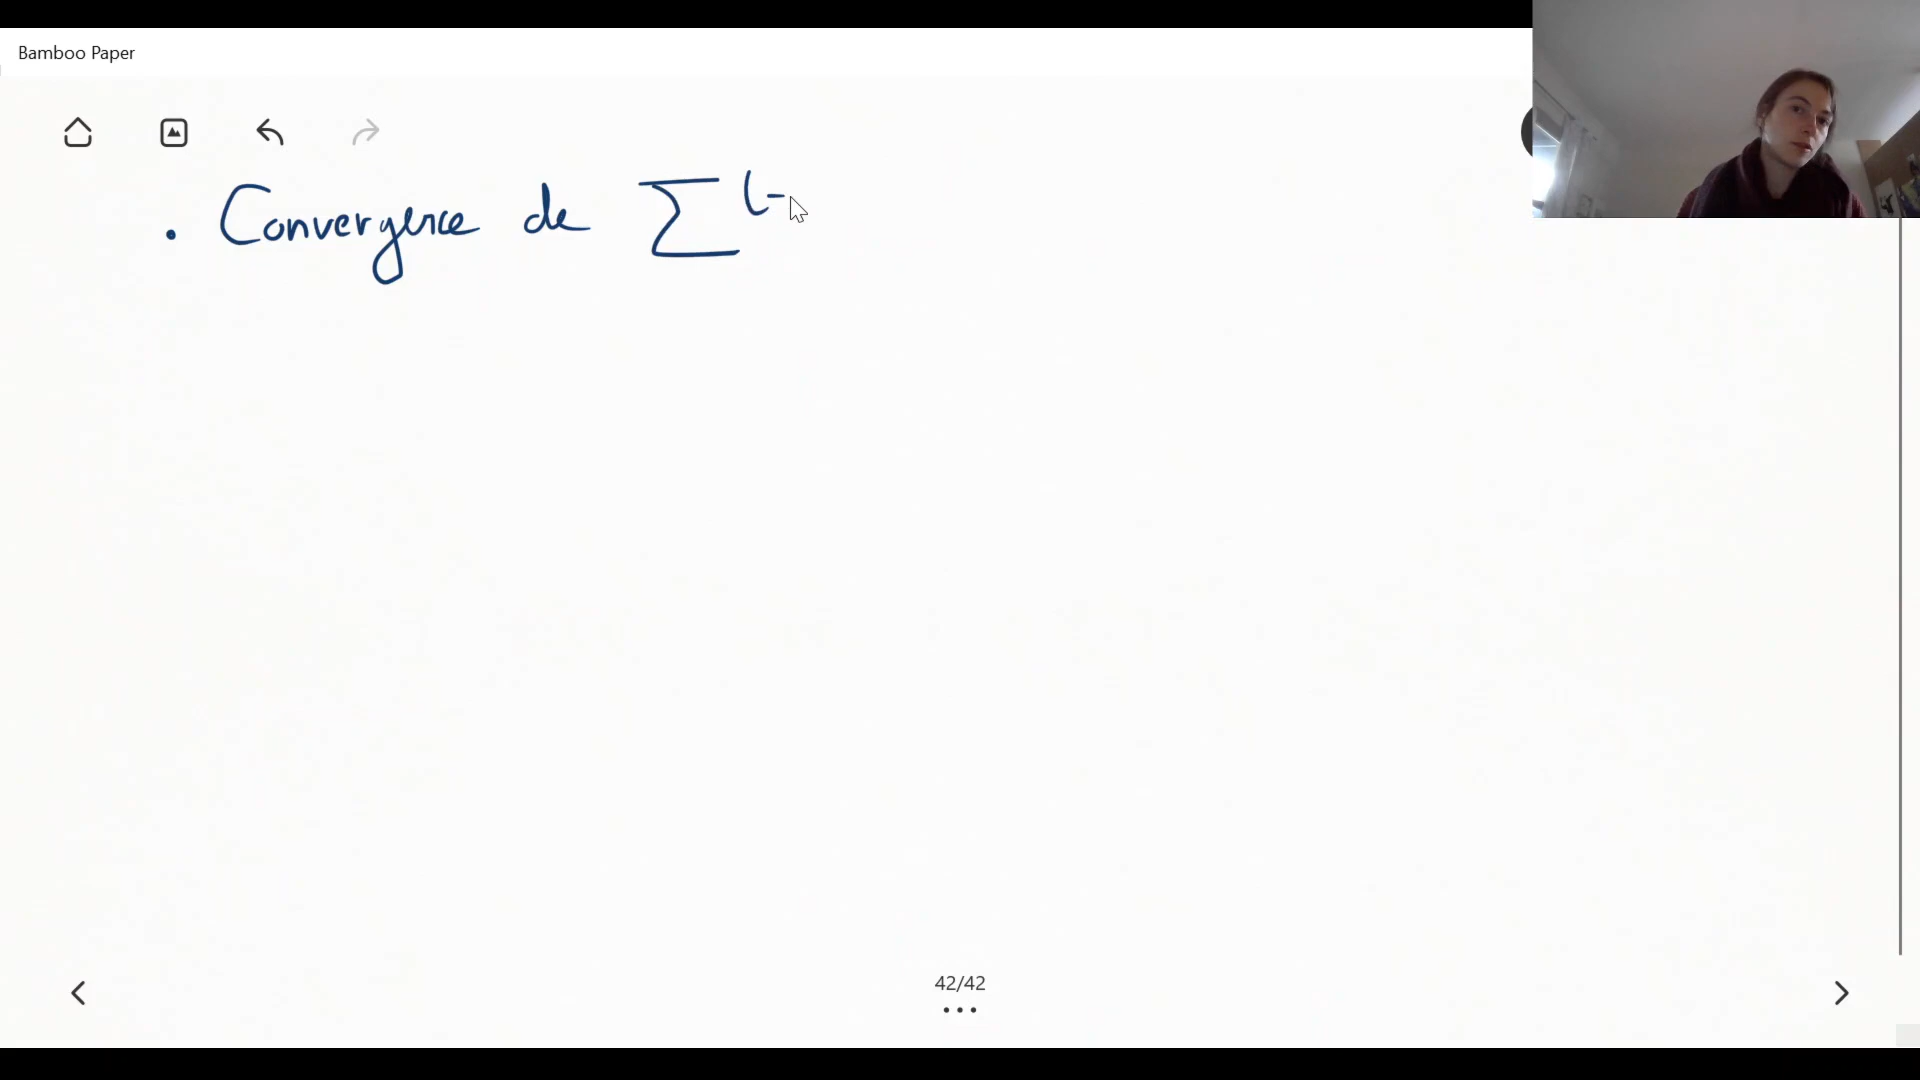 Bamboo Paper
. Convergence de ∑ (-
42/42